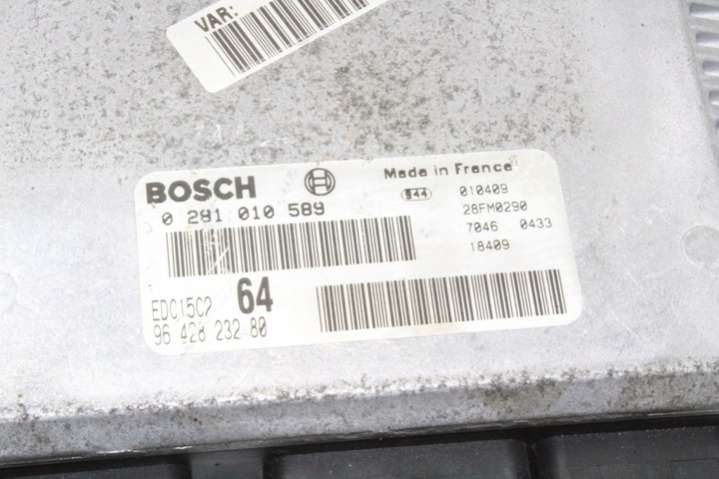 VAR:
BOSCH
0 281 010 589
Made in France
544
010409
28FM0290
7046 0433
18409
EDC15C2 64
96 428 232 80